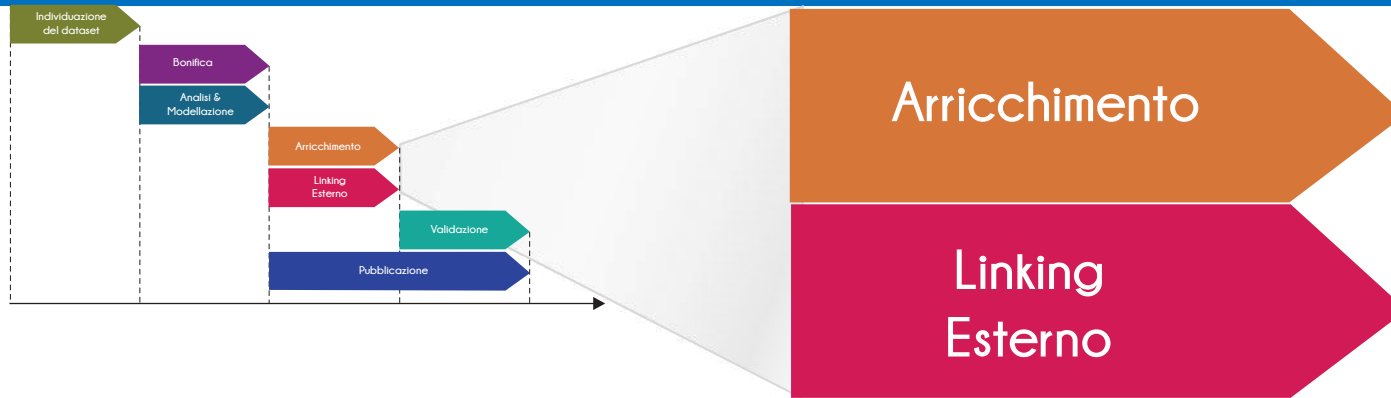 Individuazione
del dataset
Bonifica
Analisi &
Modellazione
Arricchimento
Linking
Esterno
Validazione
Pubblicazione
Arricchimento
Linking
Esterno